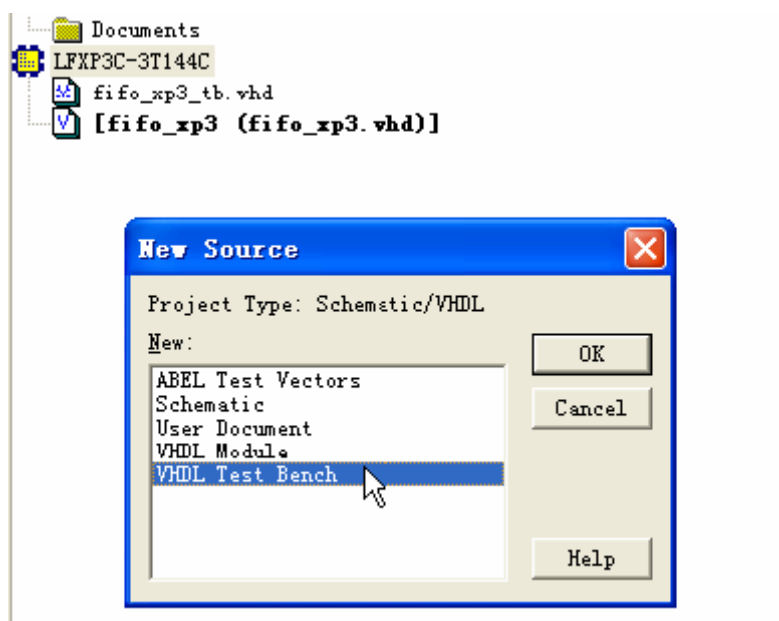 Documents
LFXP3C-3T144C
fifo_xp3_tb.vhd
[fifo_xp3 (fifo_xp3.vhd)]
New Source
Project Type: Schematic/VHDL
New:
ABEL Test Vectors
Schematic
User Document
VHDL Module
VHDL Test Bench
OK
Cancel
Help